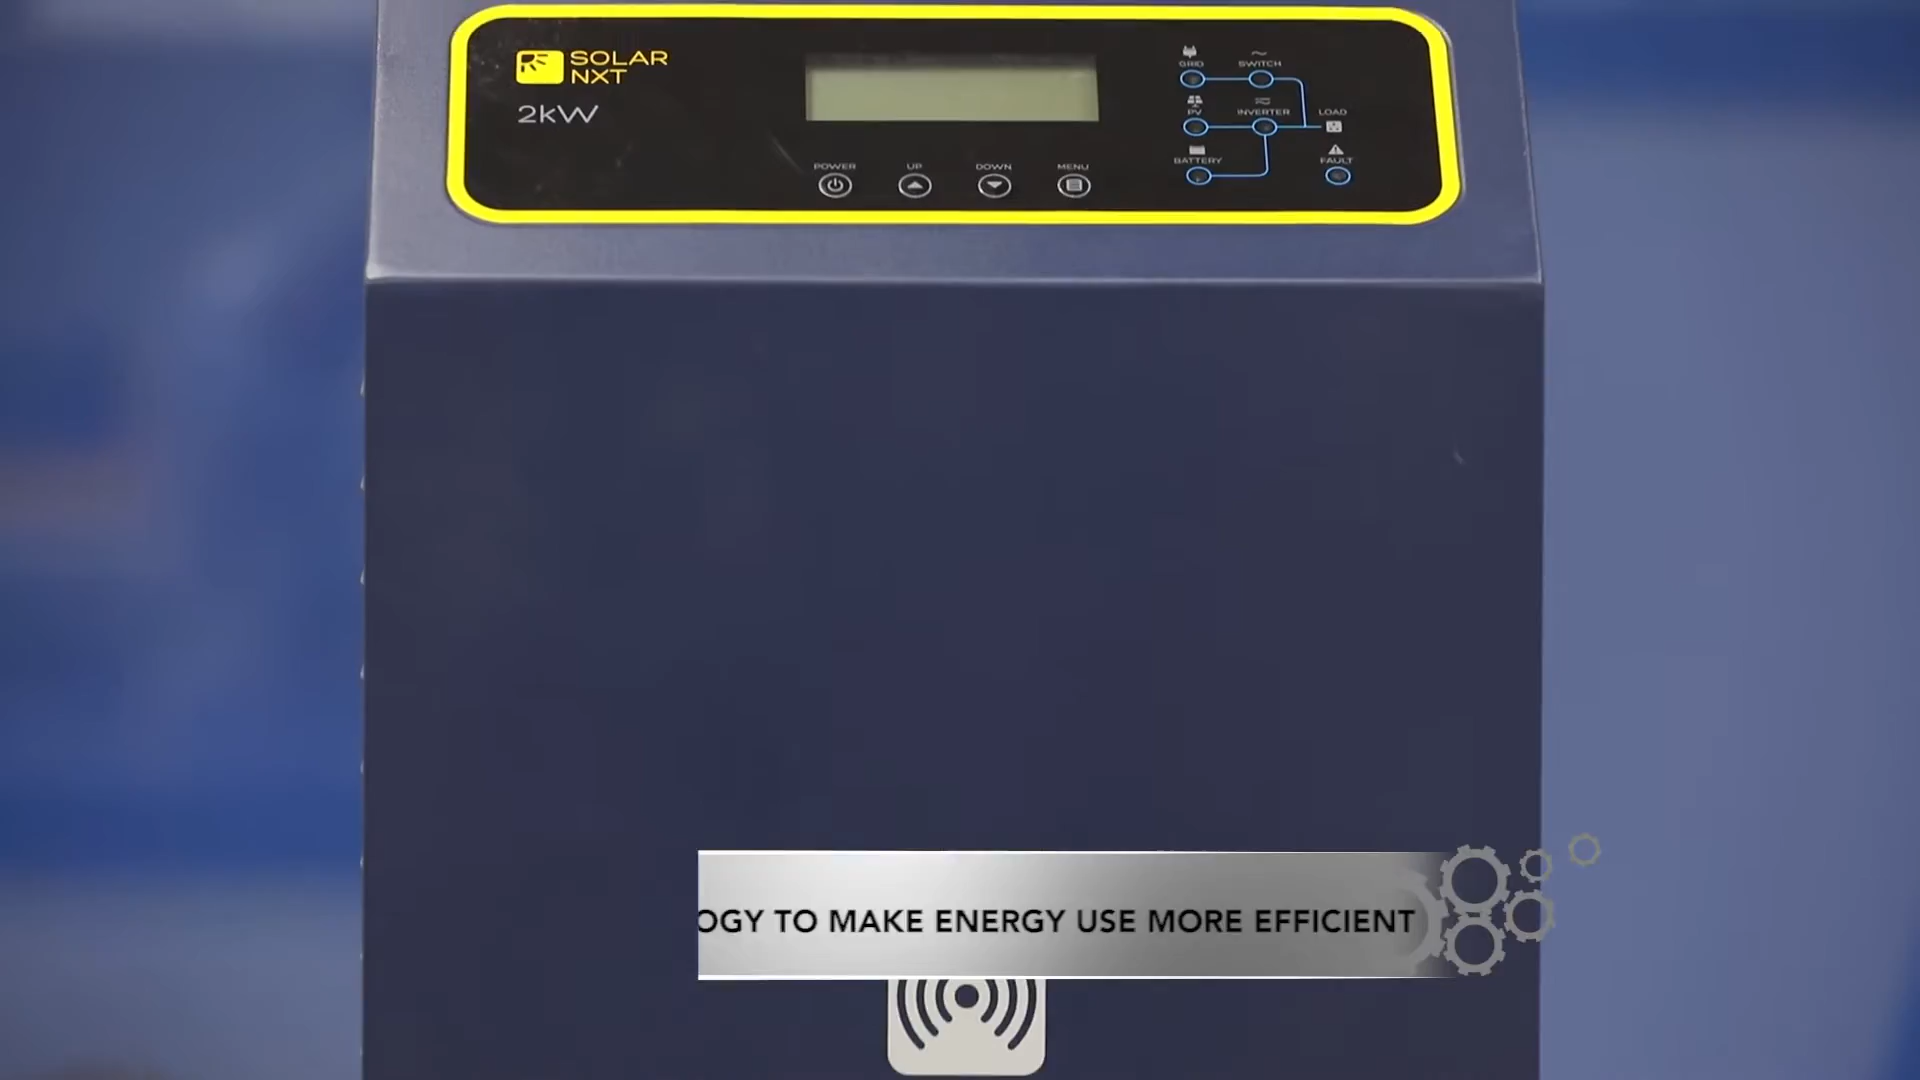 SOLAR
NXT
2kW
POWER
UP
DOWN
MENU
GRID
SWITCH
PV
INVERTER
LOAD
BATTERY
FAULT
OGY TO MAKE ENERGY USE MORE EFFICIENT